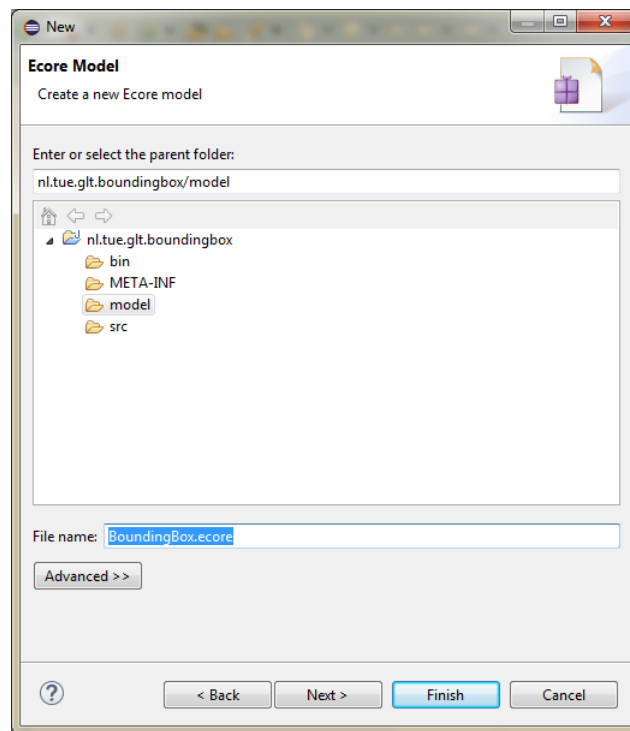 New
Ecore Model
Create a new Ecore model
Enter or select the parent folder:
nl.tue.glt.boundingbox/model
nl.tue.glt.boundingbox
bin
META-INF
model
src
File name: BoundingBox.ecore
Advanced >>
< Back Next > Finish Cancel